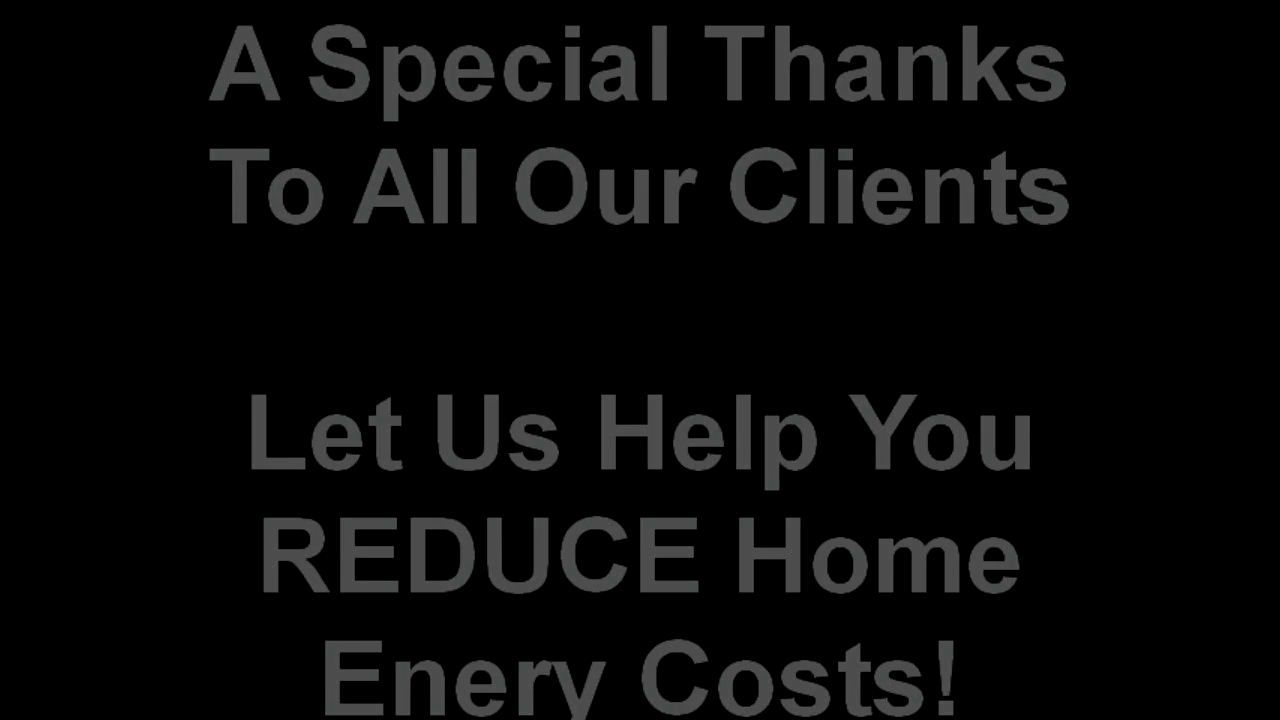 A Special Thanks
To All Our Clients
Let Us Help You
REDUCE Home
Enery Costs!